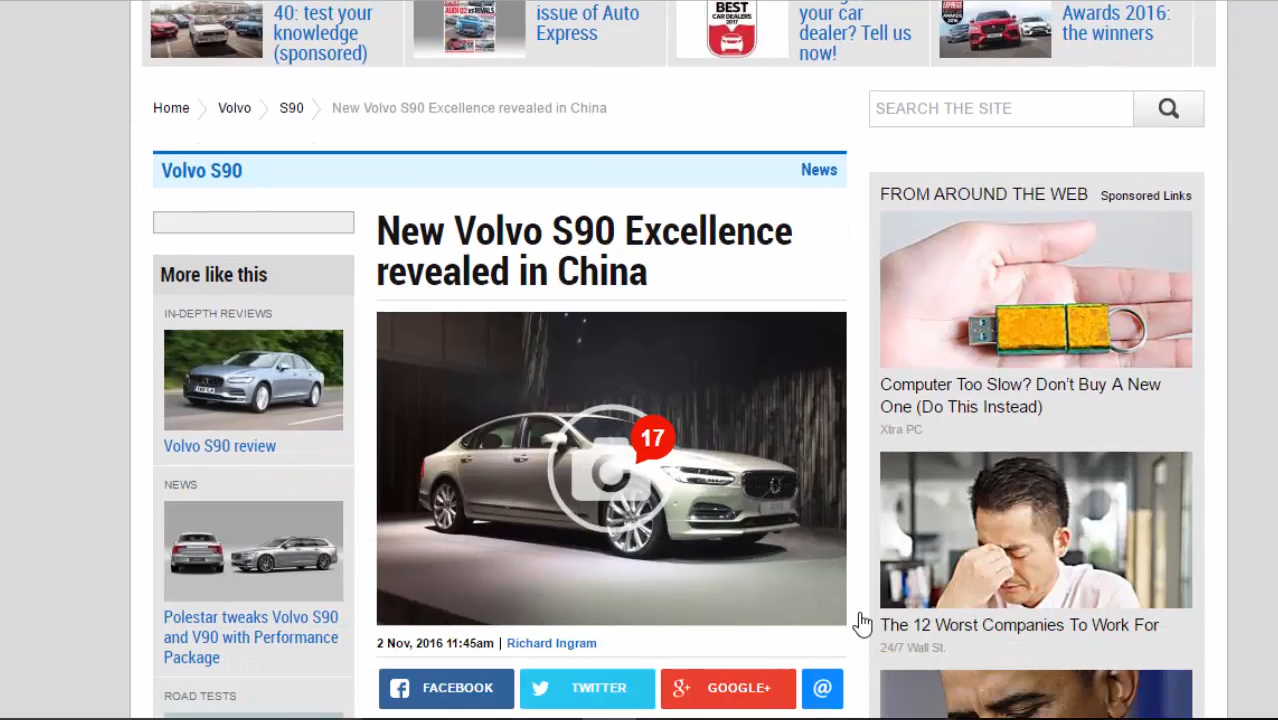 40: test your
knowledge
(sponsored)
issue of Auto
Express
BEST
CAR DEALERS
2017
your car
dealer? Tell us
now!
Awards 2016:
the winners
Home
Volvo
S90
New Volvo S90 Excellence revealed in China
SEARCH THE SITE
Volvo S90
News
More like this
IN-DEPTH REVIEWS
Volvo S90 review
NEWS
Polestar tweaks Volvo S90
and V90 with Performance
Package
ROAD TESTS
New Volvo S90 Excellence
revealed in China
17
2 Nov, 2016 11:45am | Richard Ingram
FACEBOOK
TWITTER
GOOGLE+
@
FROM AROUND THE WEB Sponsored Links
Computer Too Slow? Don't Buy A New
One (Do This Instead)
Xtra PC
The 12 Worst Companies To Work For
24/7 Wall St.